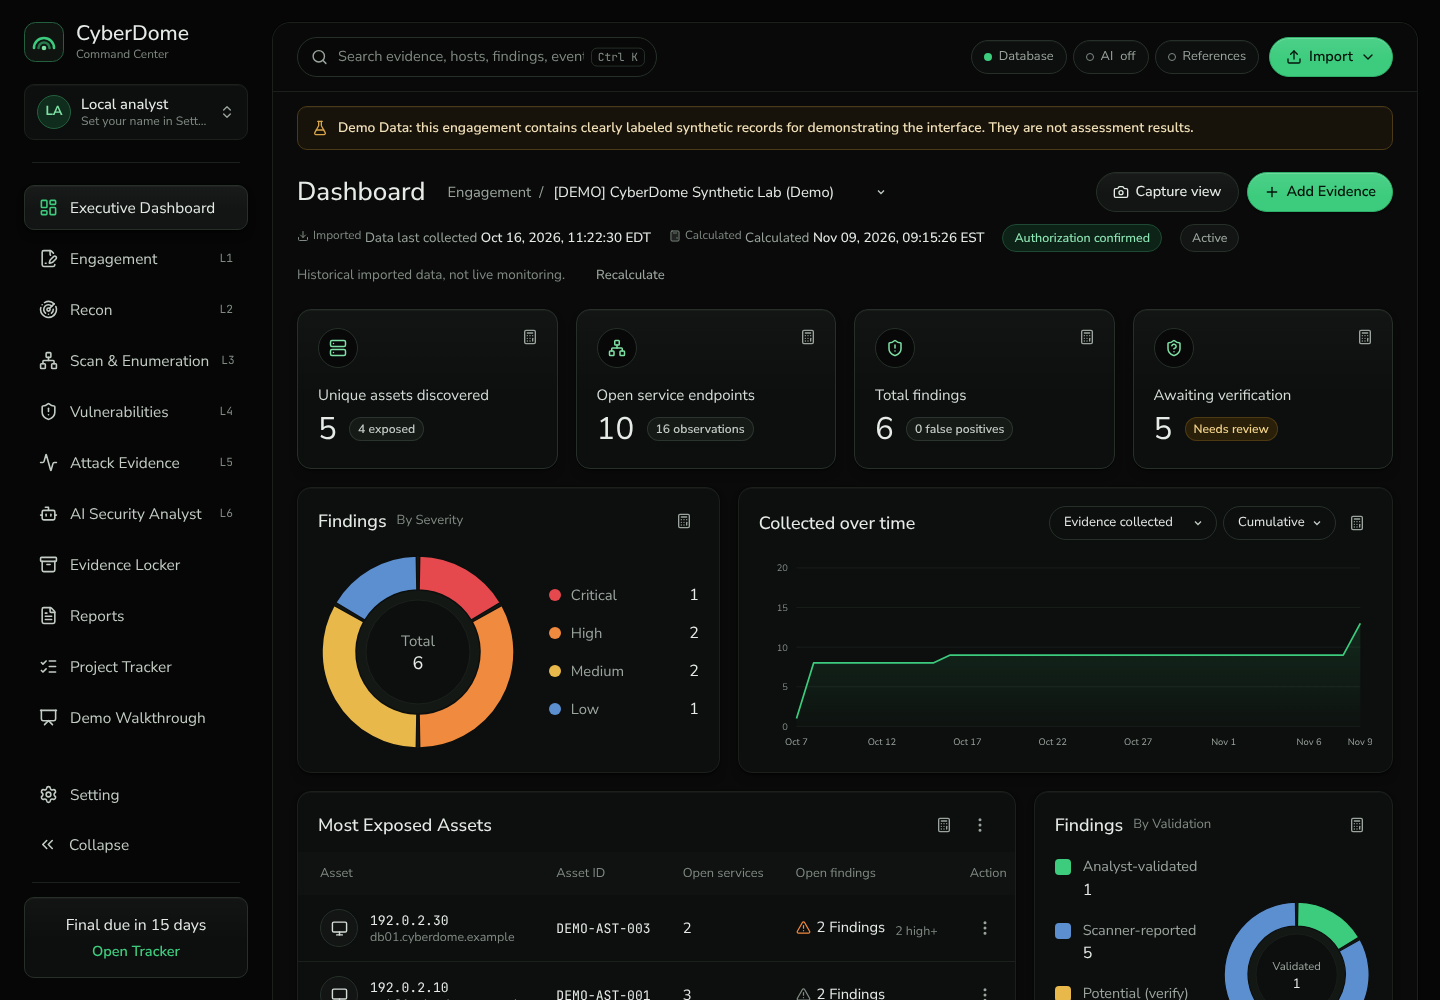 CyberDome
Command Center
LA
Local analyst
Set your name in Sett...
Executive Dashboard
Engagement L1
Recon L2
Scan & Enumeration L3
Vulnerabilities L4
Attack Evidence L5
AI Security Analyst L6
Evidence Locker
Reports
Project Tracker
Demo Walkthrough
Setting
Collapse
Final due in 15 days
Open Tracker
Search evidence, hosts, findings, event Ctrl K
Database
AI off
References
Import
Demo Data: this engagement contains clearly labeled synthetic records for demonstrating the interface. They are not assessment results.
Dashboard
Engagement / [DEMO] CyberDome Synthetic Lab (Demo)
Capture view
Add Evidence
Imported Data last collected Oct 16, 2026, 11:22:30 EDT
Calculated Calculated Nov 09, 2026, 09:15:26 EST
Authorization confirmed
Active
Historical imported data, not live monitoring.
Recalculate
Unique assets discovered
5 4 exposed
Open service endpoints
10 16 observations
Total findings
6 0 false positives
Awaiting verification
5 Needs review
Findings By Severity
Total
6
Critical 1
High 2
Medium 2
Low 1
Collected over time
Evidence collected
Cumulative
20
15
10
5
0
Oct 7 Oct 12 Oct 17 Oct 22 Oct 27 Nov 1 Nov 6 Nov 9
Most Exposed Assets
Asset Asset ID Open services Open findings Action
192.0.2.30
db01.cyberdome.example
DEMO-AST-003 2 2 Findings 2 high+
192.0.2.10
DEMO-AST-001 3 2 Findings
Findings By Validation
Analyst-validated
1
Scanner-reported
5
Potential (verify)
Validated
1